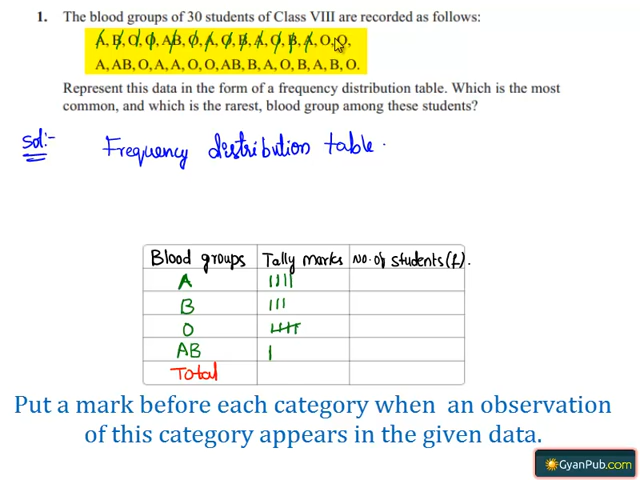 1. The blood groups of 30 students of Class VIII are recorded as follows:
A, B, O, O, AB, O, A, O, B, A, O, B, A, O, O,
A, AB, O, A, A, O, O, AB, B, A, O, B, A, B, O.
Represent this data in the form of a frequency distribution table. Which is the most
common, and which is the rarest, blood group among these students?
Sol:- Frequency distribution table.
Blood groups Tally marks No. of students (f).
A ||||
B |||
O 
AB |
Total
Put a mark before each category when an observation
of this category appears in the given data.
GyanPub.com